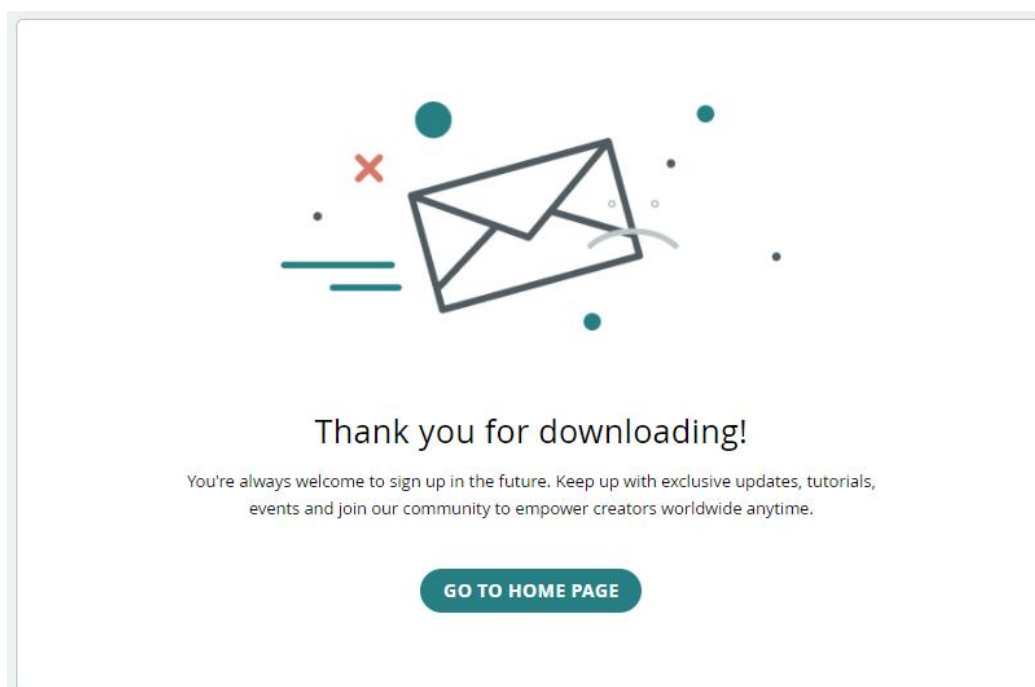 Thank you for downloading!
You're always welcome to sign up in the future. Keep up with exclusive updates, tutorials,
events and join our community to empower creators worldwide anytime.
GO TO HOME PAGE